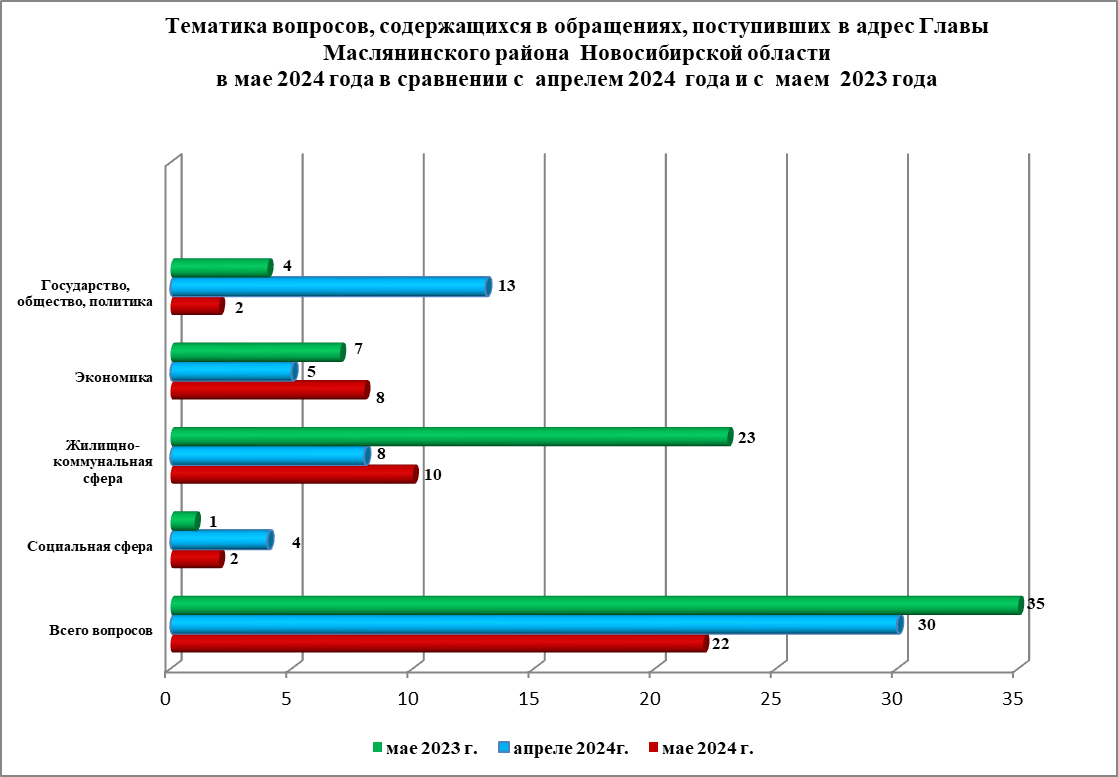 Тематика вопросов, содержащихся в обращениях, поступивших в адрес Главы
Маслянинского района Новосибирской области
в мае 2024 года в сравнении с апрелем 2024 года и с маем 2023 года
Государство,
общество, политика
4
13
2
Экономика
7
5
8
Жилищно-
коммунальная
сфера
23
8
10
Социальная сфера
1
4
2
Всего вопросов
35
30
22
0 5 10 15 20 25 30 35
мае 2023 г. апреле 2024г. мае 2024 г.